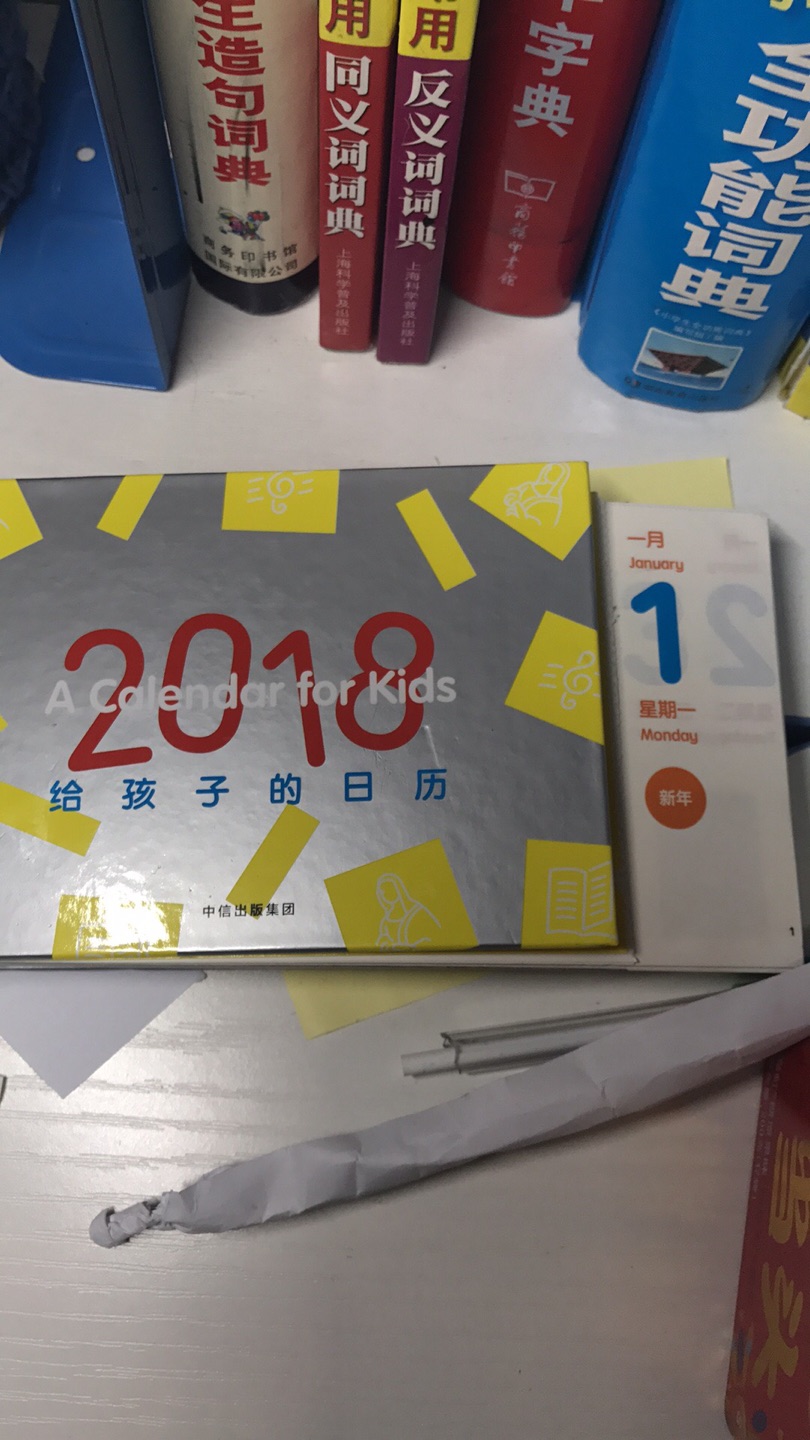 生造句词典
商务印书馆
国际有限公司
用
同义词词典
上海科学普及出版社
用
反义词词典
上海科学普及出版社
字典
商务印书馆
全功能词典
2018
A Calendar for Kids
给孩子的日历
中信出版集团
一月
January
1
星期一
Monday
新年
1